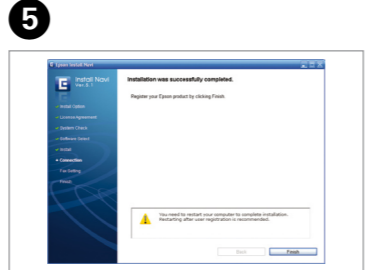 5
Epson Install Navi
Install Navi
Ver. 3. 1
Installation was successfully completed.
Register your Epson product by clicking Finish.
Install Option
License Agreement
System Check
Software Select
Install
Connection
Fax Setting
Finish
You need to restart your computer to complete installation.
Restarting after user registration is recommended.
Back
Finish